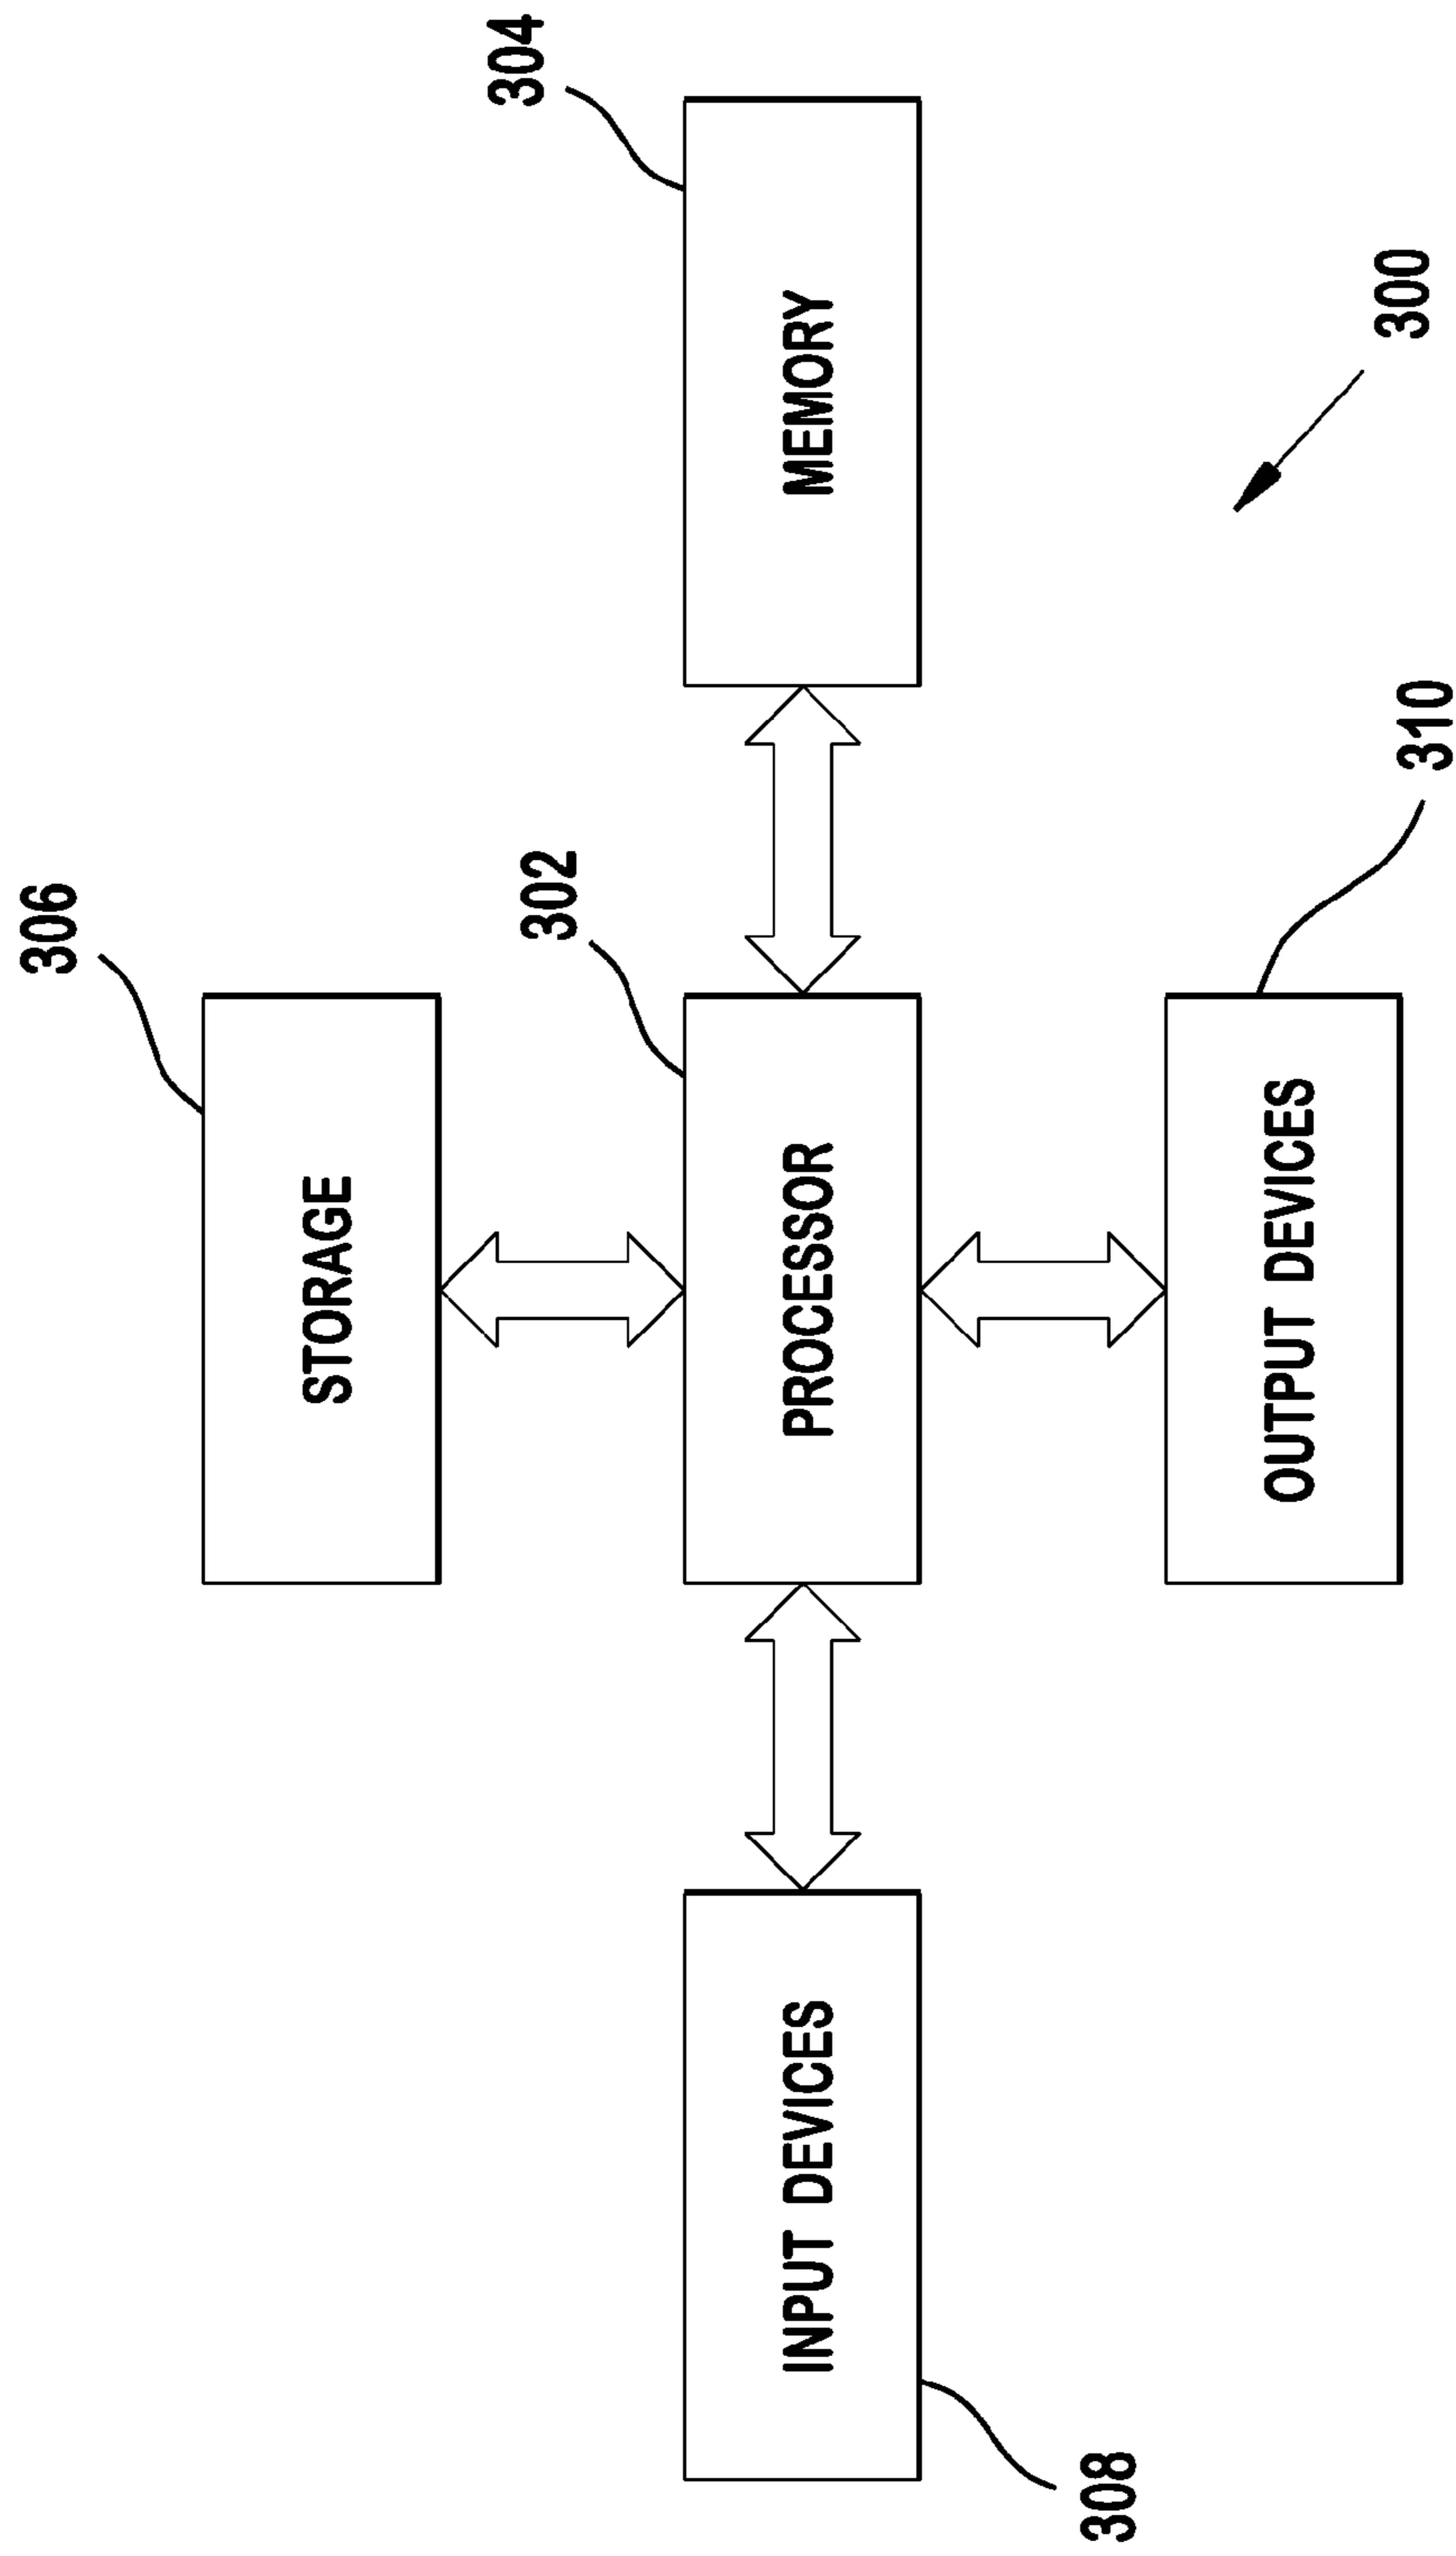 306
STORAGE
302
304
PROCESSOR
MEMORY
INPUT DEVICES
308
OUTPUT DEVICES
310
300